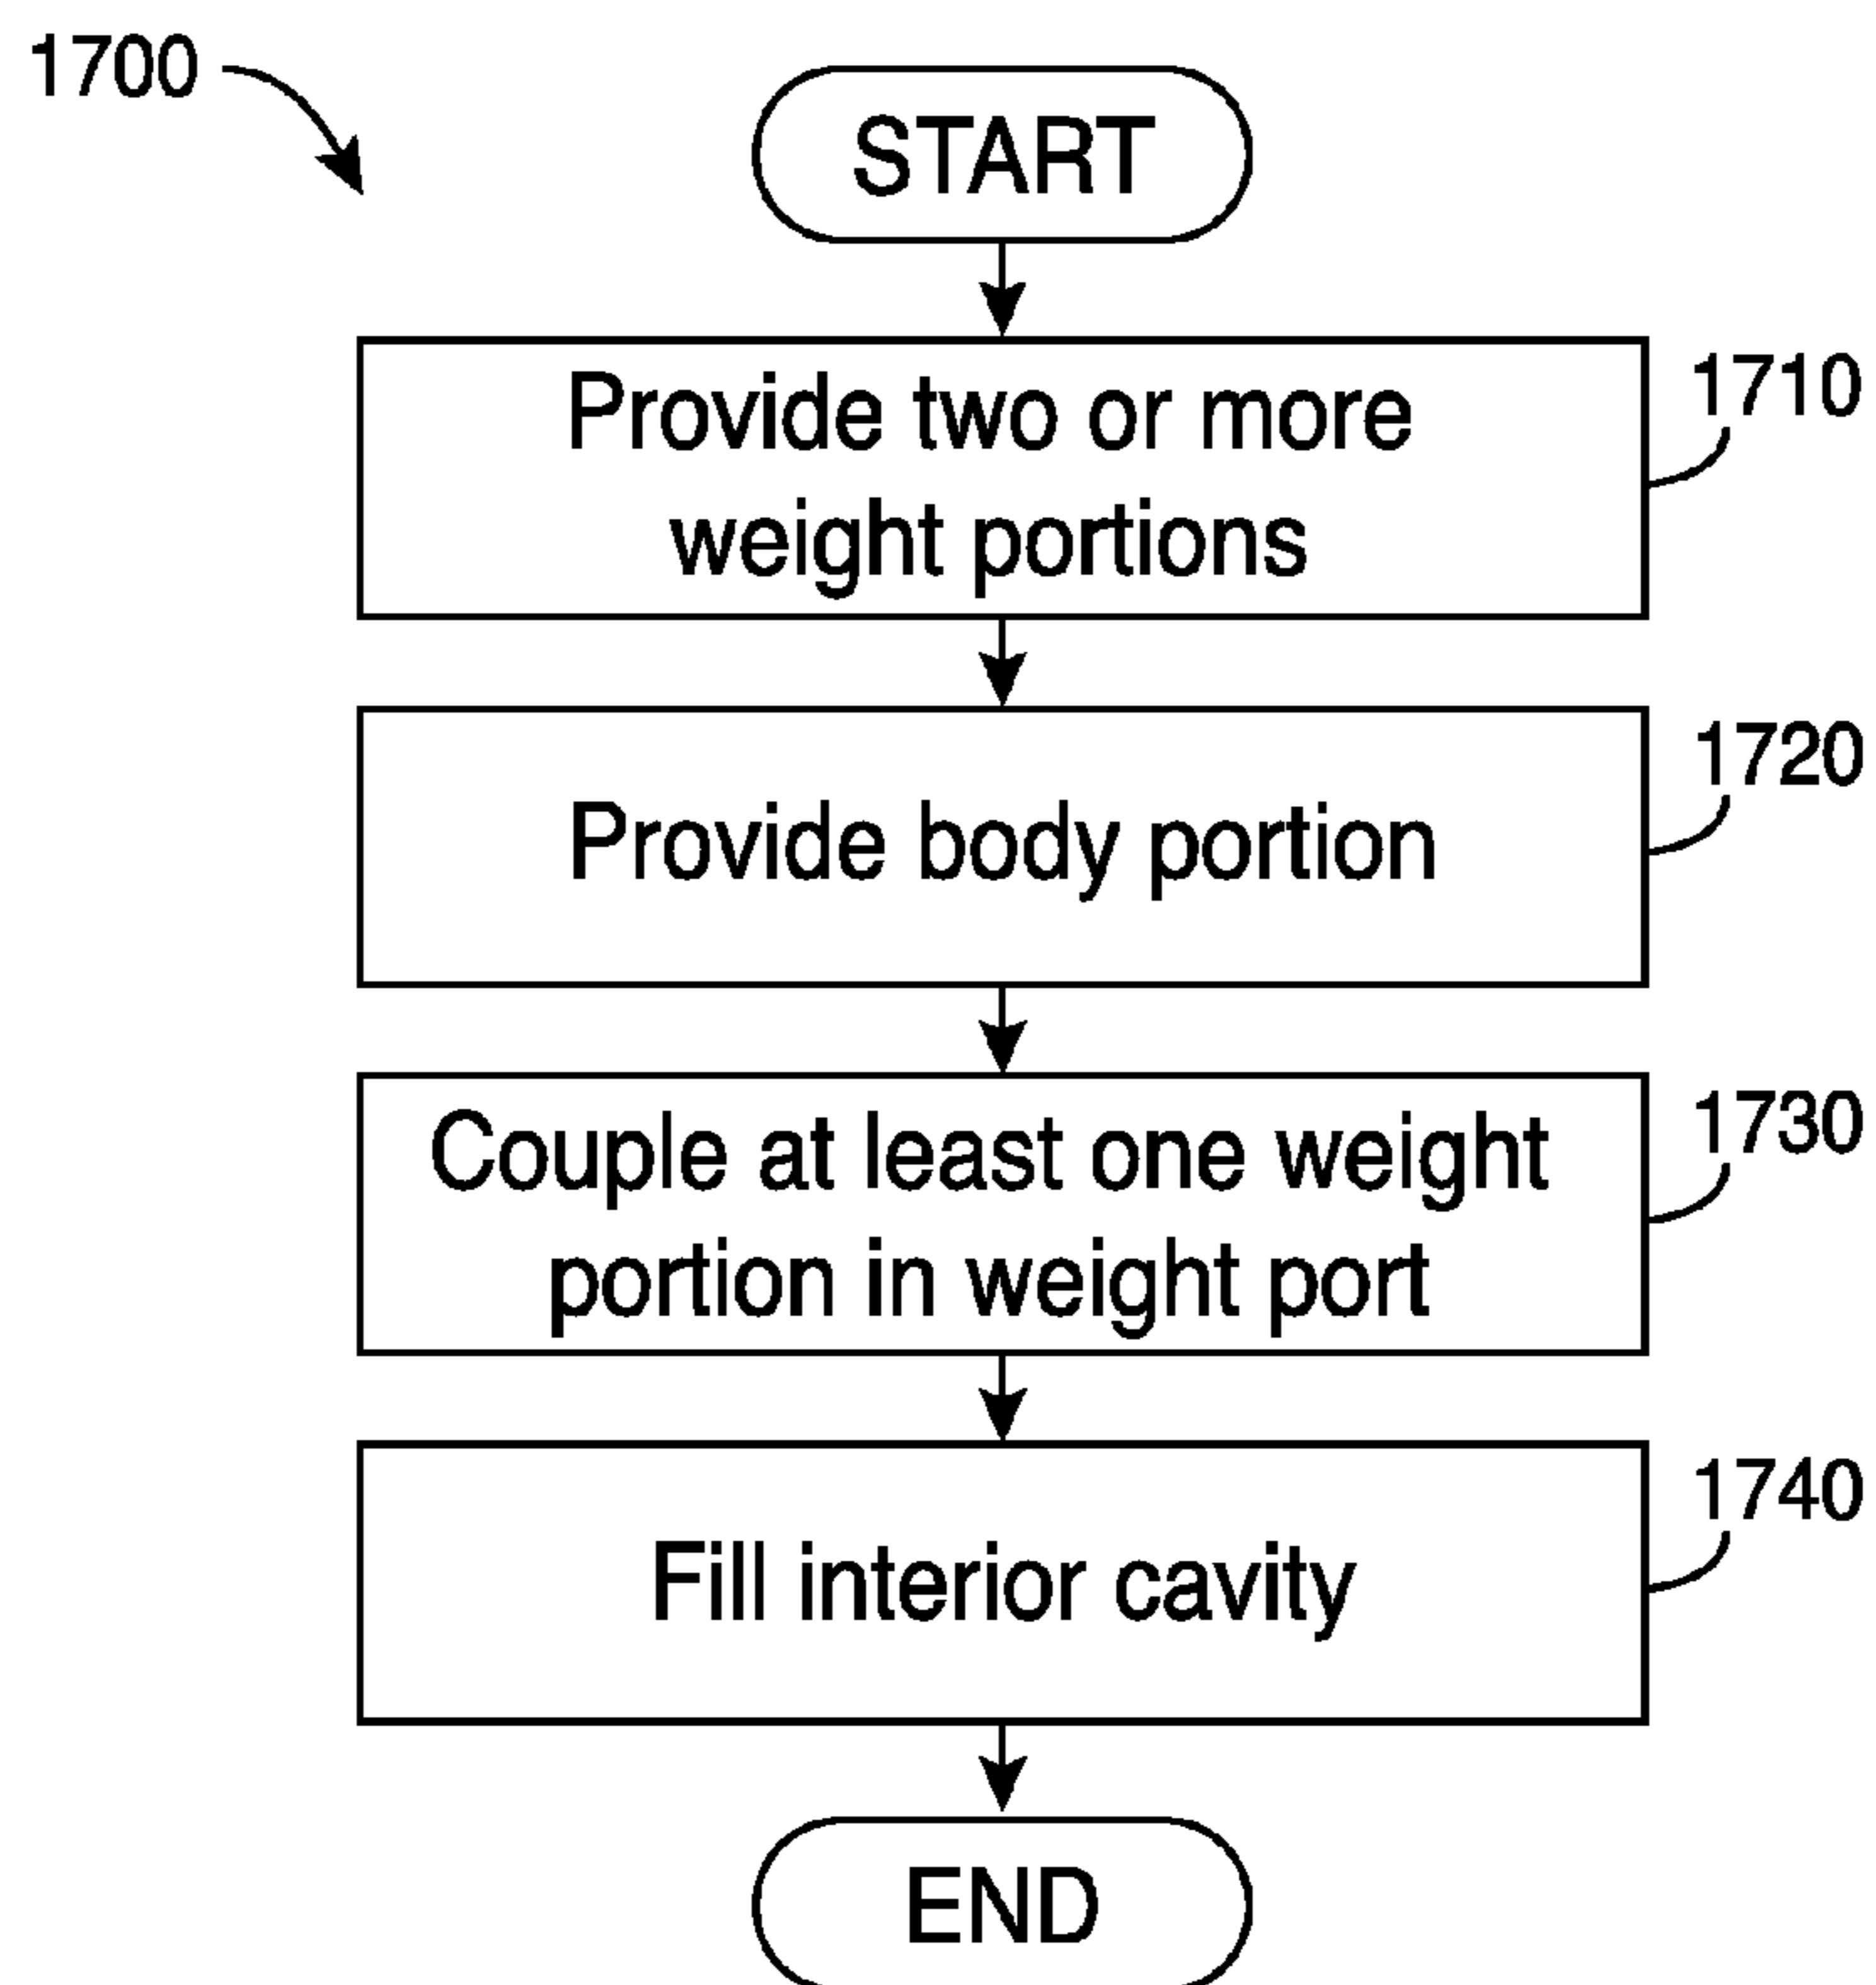 1700
START
Provide two or more
weight portions
1710
Provide body portion
1720
Couple at least one weight
portion in weight port
1730
Fill interior cavity
1740
END